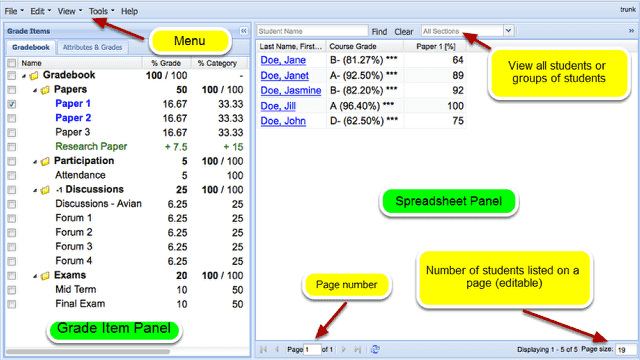 File Edit View Tools Help trunk
Grade Items
Gradebook Attributes & Grades
Name % Grade % Category
Gradebook 100 / 100 -
Papers 50 100 / 100
Paper 1 16.67 33.33
Paper 2 16.67 33.33
Paper 3 16.67 33.33
Research Paper + 7.5 + 15
Participation 5 100 / 100
Attendance 5 100
-1 Discussions 25 100 / 100
Discussions - Avian 6.25 25
Forum 1 6.25 25
Forum 2 6.25 25
Forum 3 6.25 25
Forum 4 6.25 25
Exams 20 100 / 100
Mid Term 10 50
Final Exam 10 50
Grade Item Panel
Menu
Student Name Find Clear All Sections
Last Name, First... Course Grade Paper 1 [%]
Doe, Jane B- (81.27%) *** 64
Doe, Janet A- (92.50%) *** 89
Doe, Jasmine B- (82.20%) *** 92
Doe, Jill A (96.40%) *** 100
Doe, John D- (62.50%) *** 75
View all students or
groups of students
Spreadsheet Panel
Page number
Number of students listed on a
page (editable)
Page 1 of 1 Displaying 1 - 5 of 5 Page size: 19